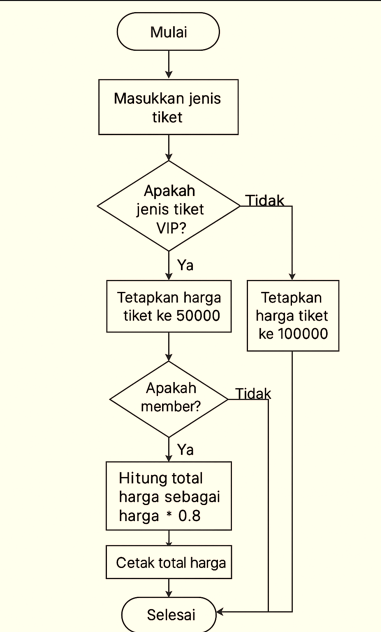 Mulai
Masukkan jenis
tiket
Apakah
jenis tiket
VIP?
Tidak
Ya
Tetapkan harga
tiket ke 50000
Tetapkan
harga tiket
ke 100000
Apakah
member?
Tidak
Ya
Hitung total
harga sebagai
harga * 0.8
Cetak total harga
Selesai